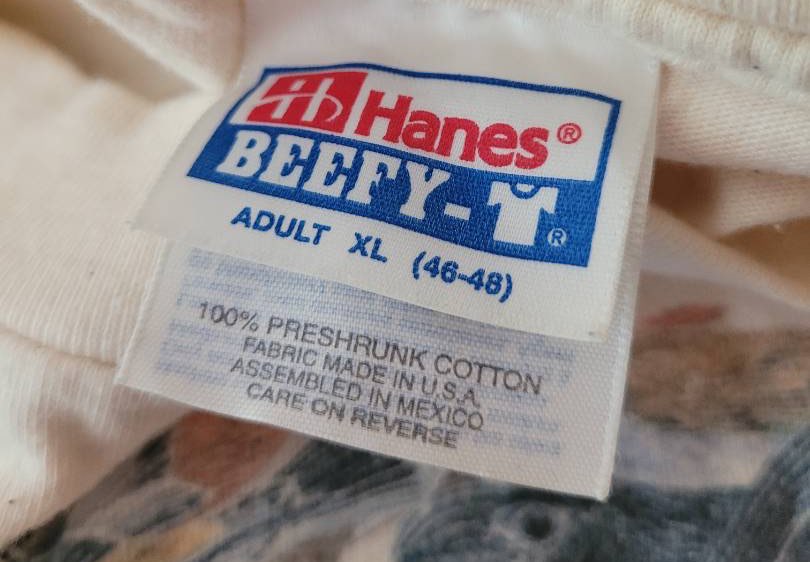 Hanes®
BEEFY-T®
ADULT XL (46-48)
100% PRESHRUNK COTTON
FABRIC MADE IN U.S.A.
ASSEMBLED IN MEXICO
CARE ON REVERSE